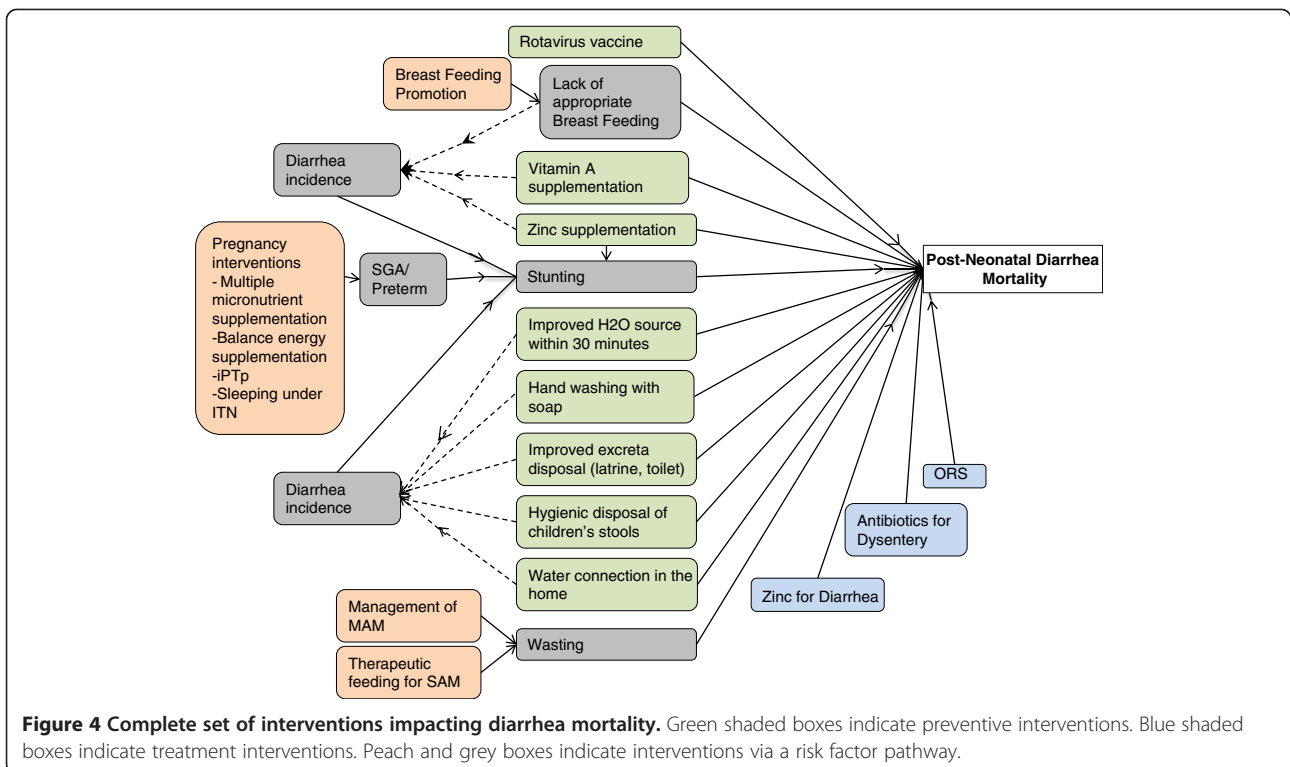 Rotavirus vaccine
Breast Feeding
Promotion
Lack of
appropriate
Breast Feeding
Diarrhea
incidence
Vitamin A
supplementation
Zinc supplementation
Pregnancy
interventions
- Multiple
micronutrient
supplementation
-Balance energy
supplementation
-iPTp
-Sleeping under
ITN
SGA/
Preterm
Stunting
Post-Neonatal Diarrhea
Mortality
Improved H2O source
within 30 minutes
Hand washing with
soap
Improved excreta
disposal (latrine, toilet)
Diarrhea
incidence
Hygienic disposal of
children's stools
Water connection in the
home
ORS
Antibiotics for
Dysentery
Zinc for Diarrhea
Management of
MAM
Therapeutic
feeding for SAM
Wasting
Figure 4 Complete set of interventions impacting diarrhea mortality. Green shaded boxes indicate preventive interventions. Blue shaded
boxes indicate treatment interventions. Peach and grey boxes indicate interventions via a risk factor pathway.